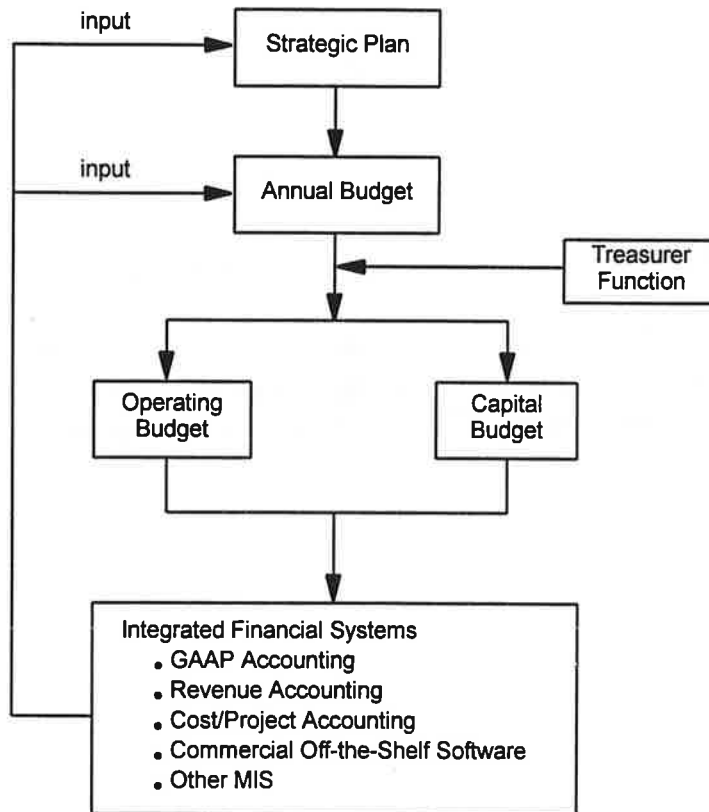 input
Strategic Plan
input
Annual Budget
Treasurer
Function
Operating
Budget
Capital
Budget
Integrated Financial Systems
• GAAP Accounting
• Revenue Accounting
• Cost/Project Accounting
• Commercial Off-the-Shelf Software
• Other MIS